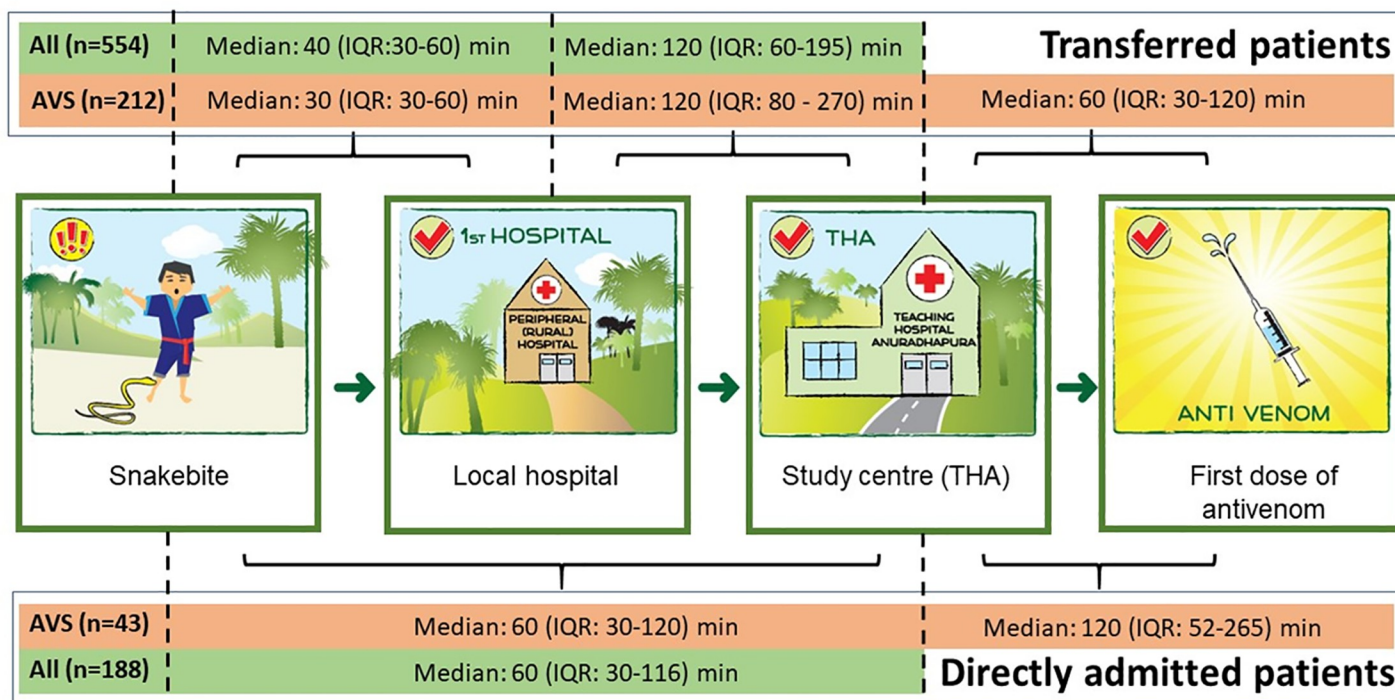 All (n=554) Median: 40 (IQR:30-60) min Median: 120 (IQR: 60-195) min Transferred patients
AVS (n=212) Median: 30 (IQR: 30-60) min Median: 120 (IQR: 80 - 270) min Median: 60 (IQR: 30-120) min
!!!
1ST HOSPITAL
PERIPHERAL
(RURAL)
HOSPITAL
THA
TEACHING
HOSPITAL
ANURADHAPURA
ANTI VENOM
Snakebite
Local hospital
Study centre (THA)
First dose of
antivenom
AVS (n=43) Median: 60 (IQR: 30-120) min Median: 120 (IQR: 52-265) min
All (n=188) Median: 60 (IQR: 30-116) min Directly admitted patients